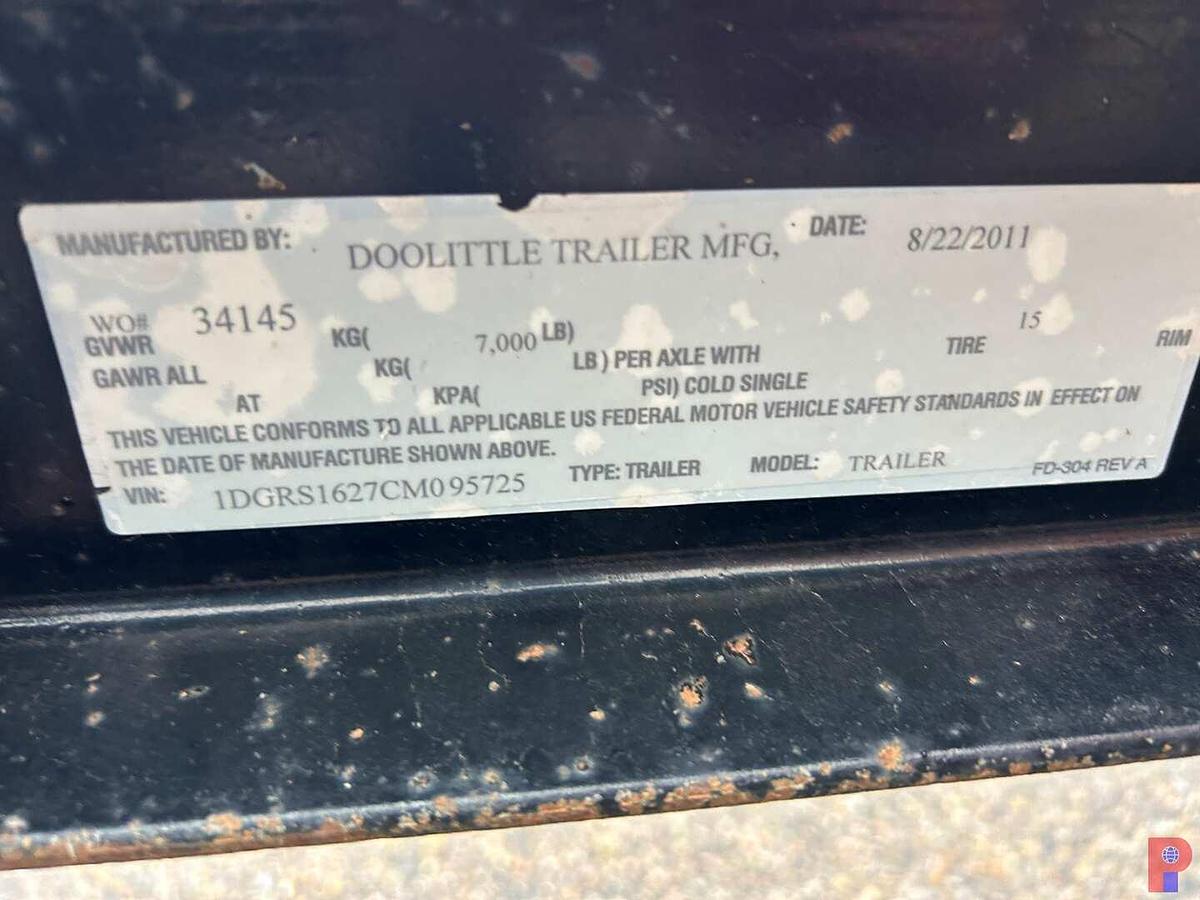 MANUFACTURED BY: DOOLITTLE TRAILER MFG, DATE: 8/22/2011
WO# 34145
GVWR KG( 7,000 LB) 15
GAWR ALL KG( LB) PER AXLE WITH TIRE RIM
AT KPA( PSI) COLD SINGLE
THIS VEHICLE CONFORMS TO ALL APPLICABLE US FEDERAL MOTOR VEHICLE SAFETY STANDARDS IN EFFECT ON
THE DATE OF MANUFACTURE SHOWN ABOVE.
VIN: 1DGRS1627CM095725 TYPE: TRAILER MODEL: TRAILER FD-304 REV A